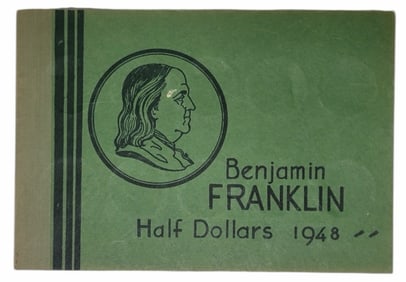 Benjamin
FRANKLIN
Half Dollars 1948